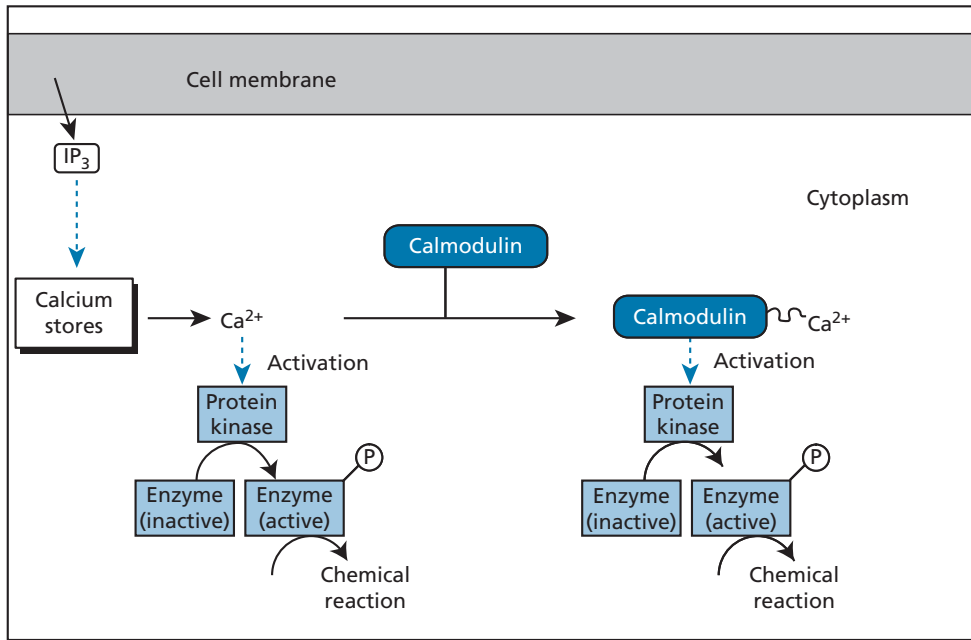 Cell membrane
IP3
Cytoplasm
Calmodulin
Calcium
stores
Ca2+
Calmodulin
Ca2+
Activation
Activation
Protein
kinase
Protein
kinase
P
P
Enzyme
(inactive)
Enzyme
(active)
Enzyme
(inactive)
Enzyme
(active)
Chemical
reaction
Chemical
reaction